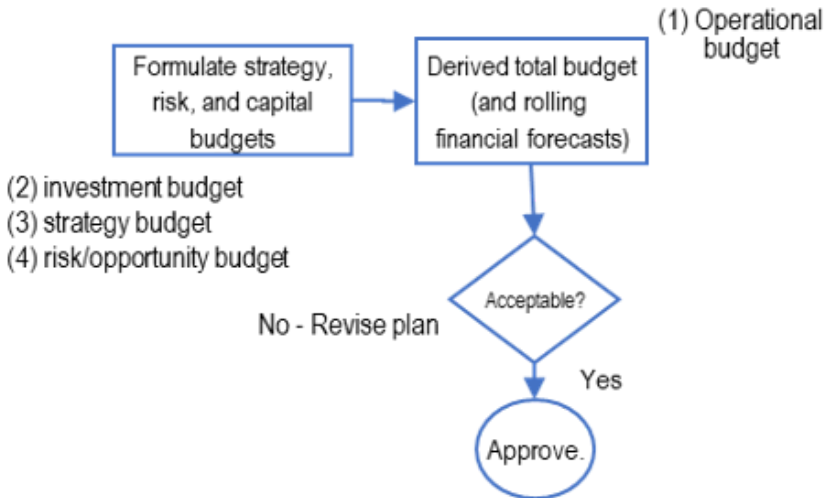 (1) Operational
budget
Formulate strategy,
risk, and capital
budgets
Derived total budget
(and rolling
financial forecasts)
(2) investment budget
(3) strategy budget
(4) risk/opportunity budget
Acceptable?
No - Revise plan
Yes
Approve.